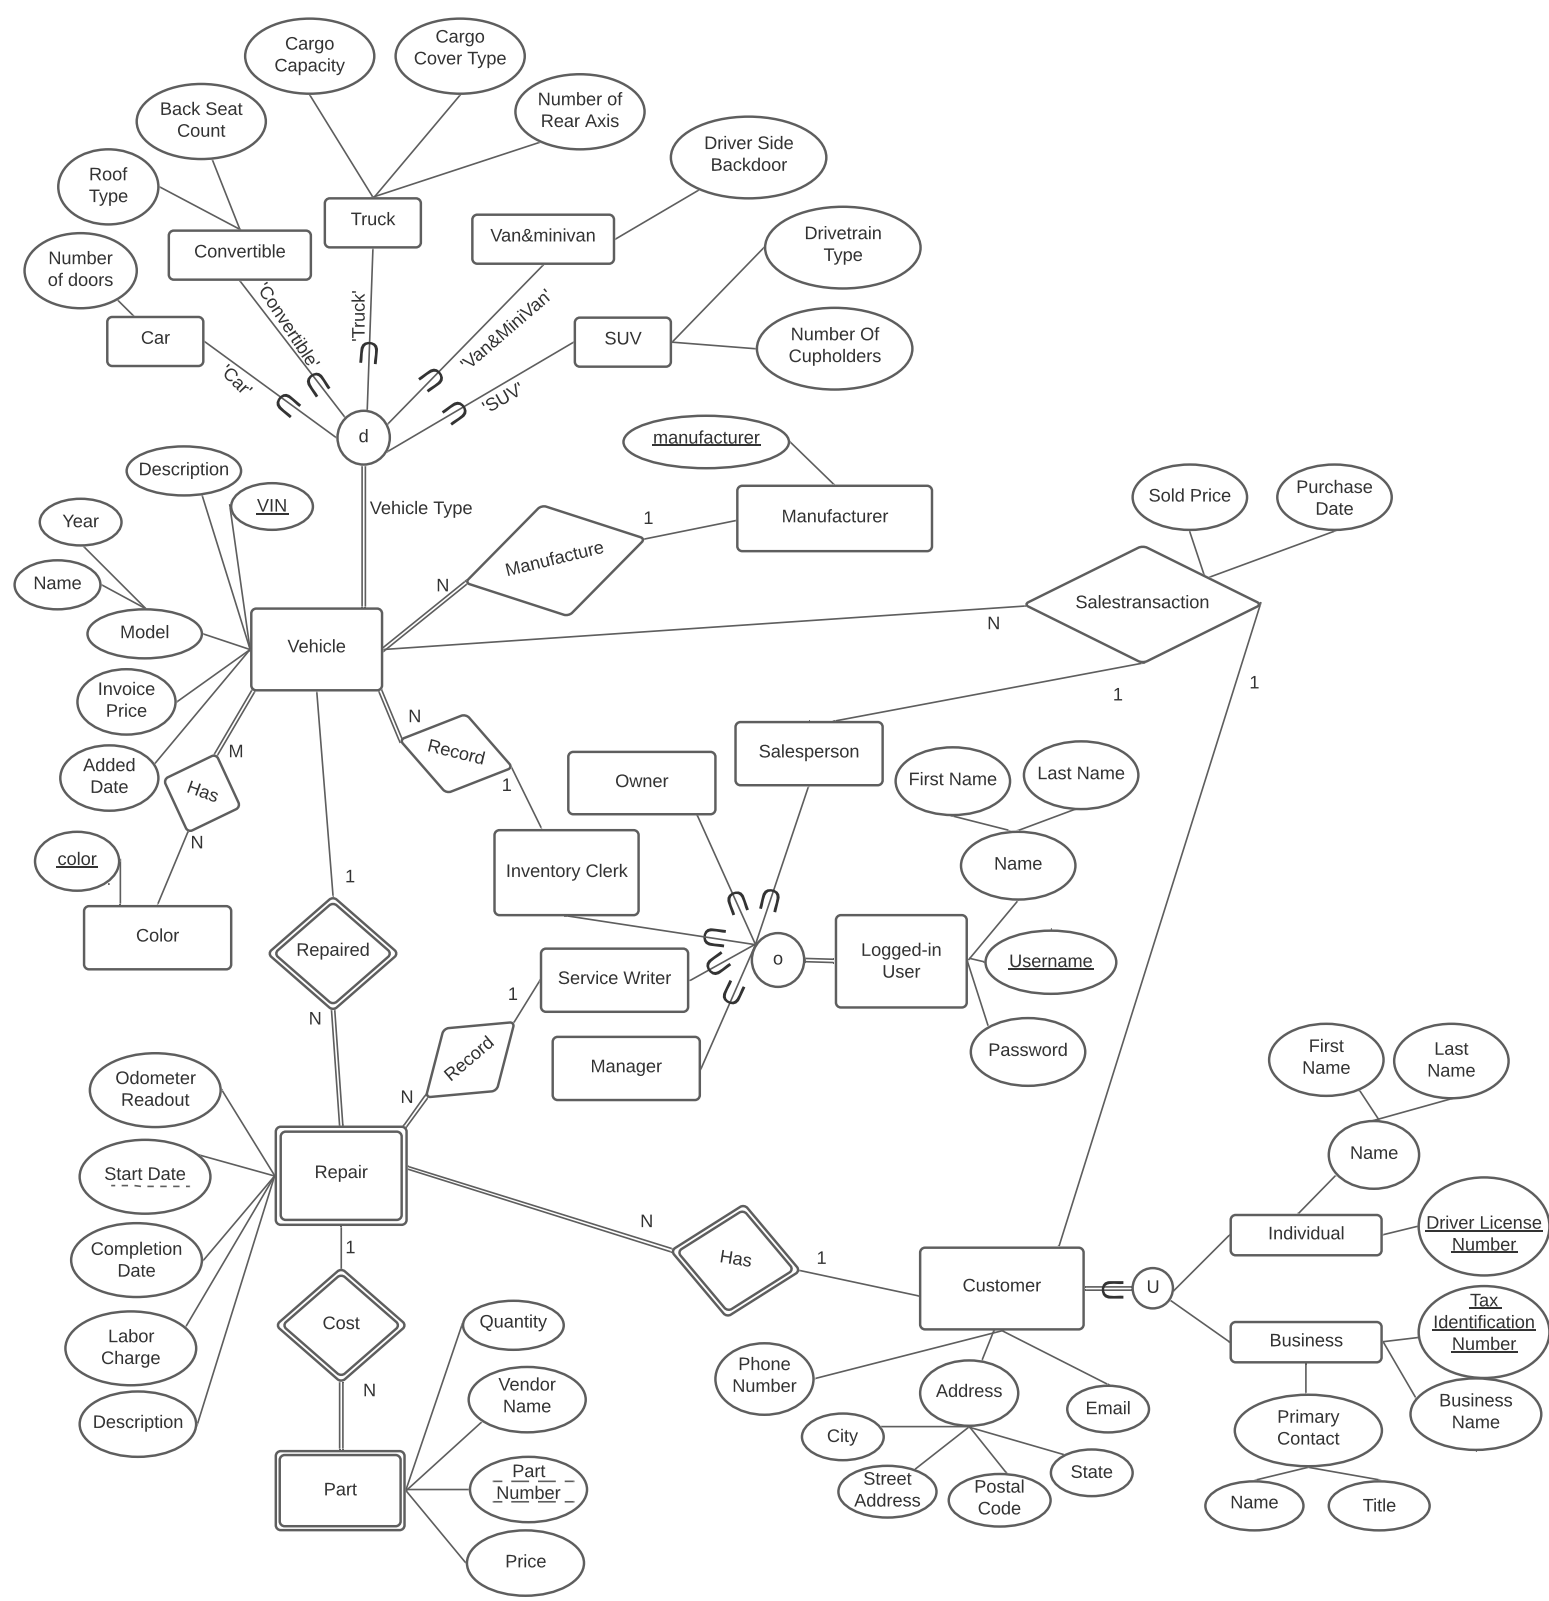 Cargo
Capacity
Cargo
Cover Type
Number of
Rear Axis
Back Seat
Count
Driver Side
Backdoor
Roof
Type
Truck
Van&minivan
Drivetrain
Type
Convertible
Number
of doors
'Convertible'
'Truck'
'Van&MiniVan'
Car
SUV
Number Of
Cupholders
'Car'
'SUV'
d
manufacturer
Description
VIN
Vehicle Type
Year
Manufacturer
1
Manufacture
N
Sold Price
Purchase
Date
Name
Model
Vehicle
Salestransaction
N
Invoice
Price
1
1
N
M
Record
1
Added
Date
Has
N
Salesperson
Owner
First Name
Last Name
Name
color
Inventory Clerk
1
Color
Repaired
N
o
Logged-in
User
Username
Service Writer
1
Password
Manager
Record
N
First
Name
Last
Name
Odometer
Readout
Start Date
Repair
Name
N
Has
1
Individual
Driver License
Number
Completion
Date
1
Customer
U
Cost
Labor
Charge
Quantity
Tax
Identification
Number
Business
N
Phone
Number
Address
Email
Vendor
Name
Description
Business
Name
Primary
Contact
City
Street
Address
Postal
Code
State
Part
Part
Number
Name
Title
Price